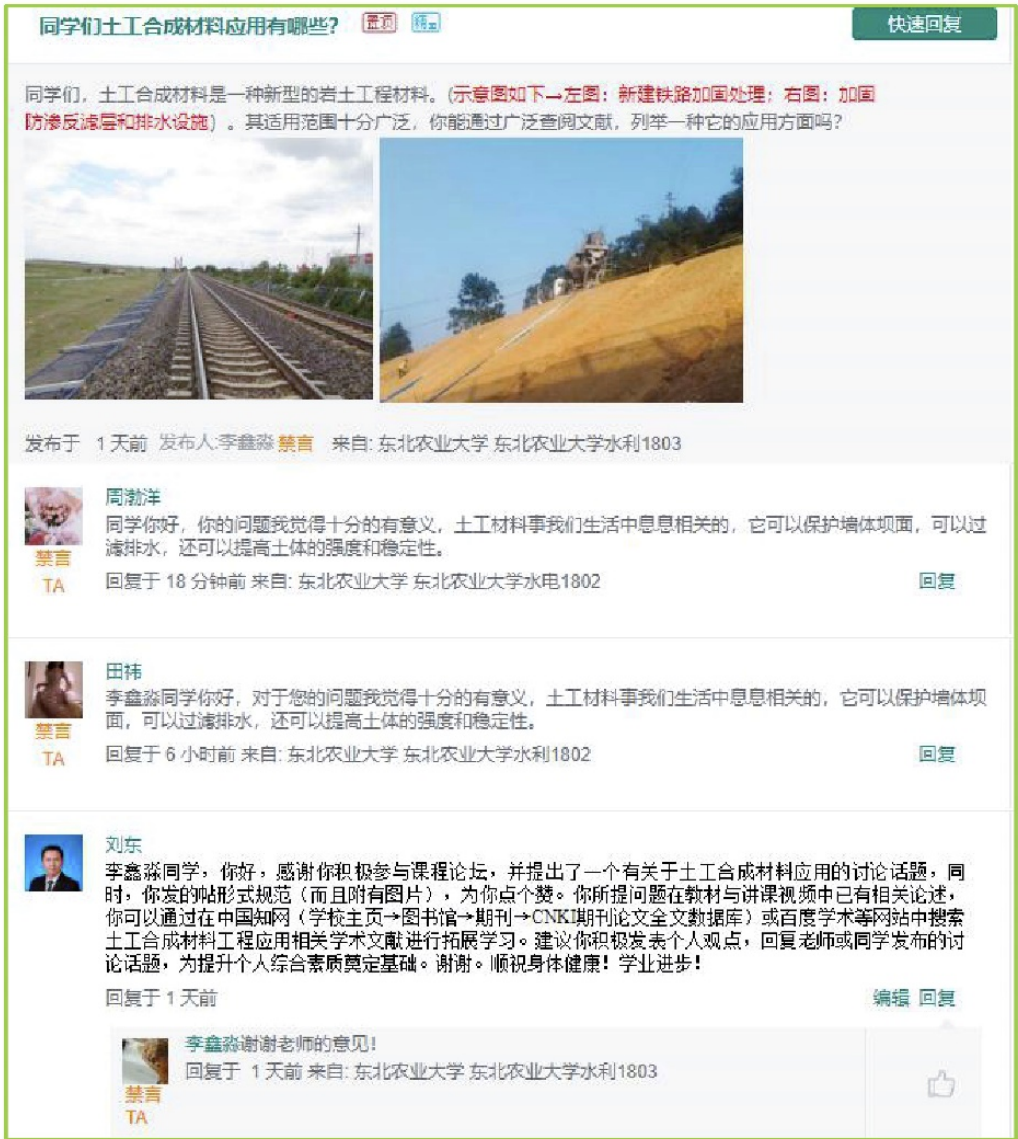 同学们土工合成材料应用有哪些? 置顶
快速回复
同学们，土工合成材料是一种新型的岩土工程材料。(示意图如下→左图：新建铁路加固处理；右图：加固
防渗反滤层和排水设施）。其适用范围十分广泛，你能通过广泛查阅文献，列举一种它的应用方面吗?
发布于 1 天前 发布人:李鑫淼 禁言 来自: 东北农业大学 东北农业大学水利1803
周渤洋
同学你好，你的问题我觉得十分的有意义，土工材料事我们生活中息息相关的，它可以保护墙体坝面，可以过
滤排水，还可以提高土体的强度和稳定性。
禁言
TA
回复于 18 分钟前 来自: 东北农业大学 东北农业大学水电1802
回复
田祎
李鑫淼同学你好，对于您的问题我觉得十分的有意义，土工材料事我们生活中息息相关的，它可以保护墙体坝
面，可以过滤排水，还可以提高土体的强度和稳定性。
禁言
TA
回复于 6 小时前 来自: 东北农业大学 东北农业大学水利1802
回复
刘东
李鑫淼同学，你好，感谢你积极参与课程论坛，并提出了一个有关于土工合成材料应用的讨论话题，同
时，你发的帖形式规范（而且附有图片），为你点个赞。你所提问题在教材与讲课视频中已有相关论述，
你可以通过在中国知网（学校主页→图书馆→期刊→CNKI期刊论文全文数据库）或百度学术等网站中搜索
土工合成材料工程应用相关学术文献进行拓展学习。建议你积极发表个人观点，回复老师或同学发布的讨
论话题，为提升个人综合素质奠定基础。谢谢。顺祝身体健康！学业进步！
回复于 1 天前
编辑 回复
李鑫淼谢谢老师的意见！
回复于 1 天前 来自: 东北农业大学 东北农业大学水利1803
禁言
TA